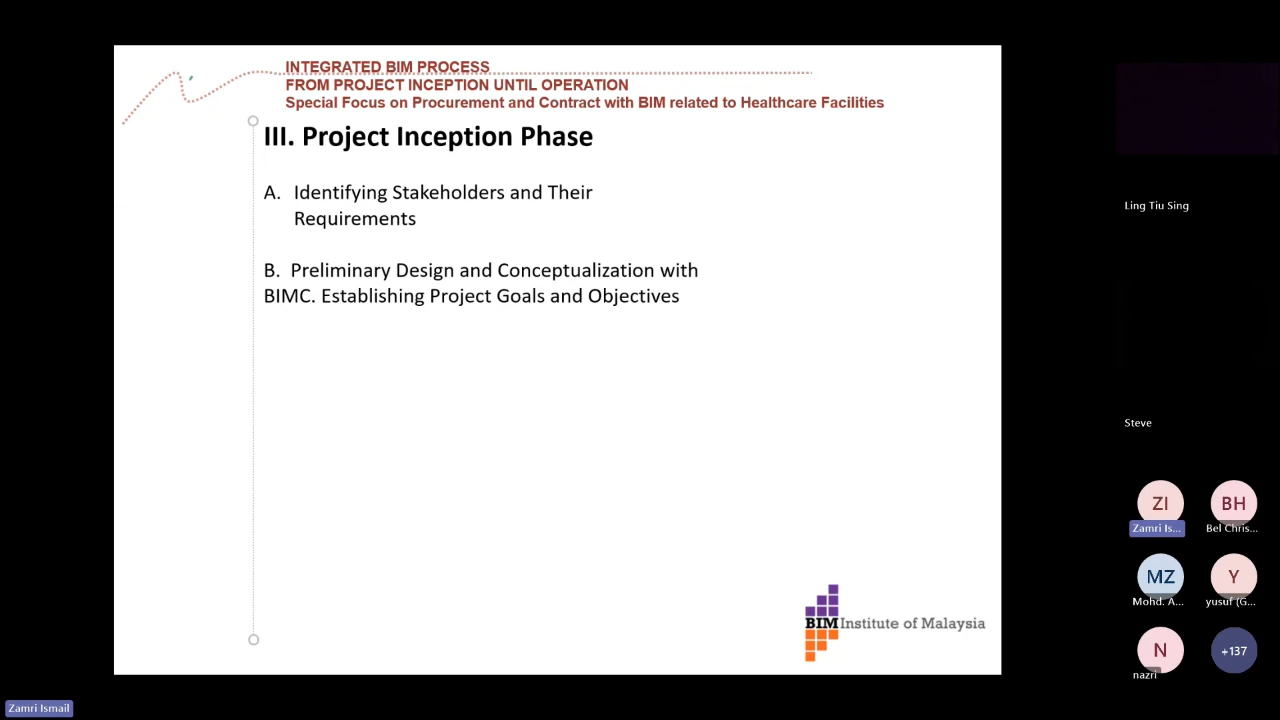 INTEGRATED BIM PROCESS
FROM PROJECT INCEPTION UNTIL OPERATION
Special Focus on Procurement and Contract with BIM related to Healthcare Facilities
III. Project Inception Phase
A. Identifying Stakeholders and Their
Requirements
B. Preliminary Design and Conceptualization with
BIMC. Establishing Project Goals and Objectives
BIM Institute of Malaysia
Ling Tiu Sing
Steve
ZI
BH
Zamri Is...
Bel Chris...
MZ
Y
Mohd. A...
yusuf (G...
N
+137
nazri
Zamri Ismail